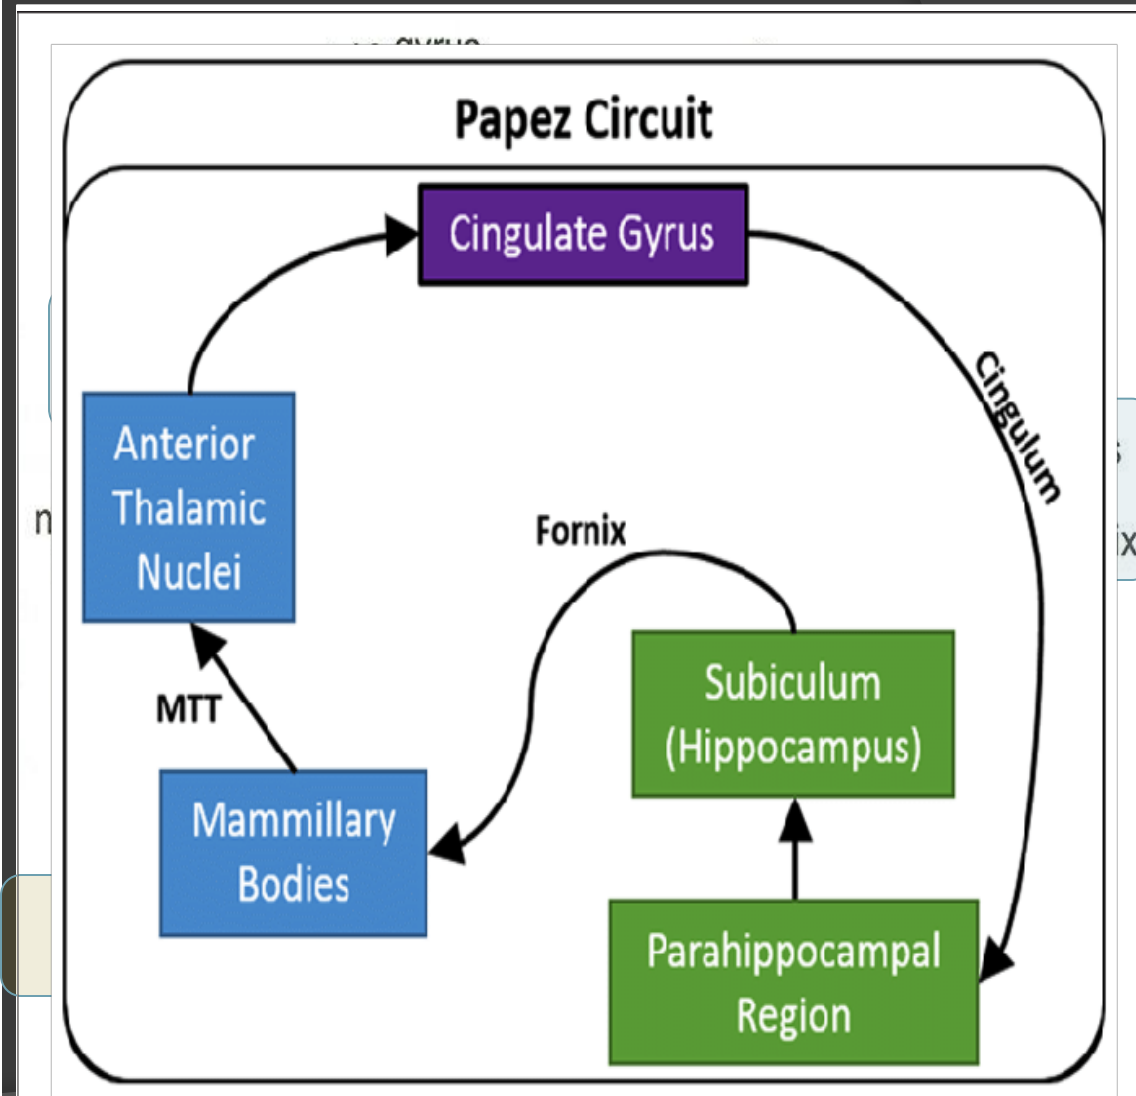 Papez Circuit
Cingulate Gyrus
Cingulum
Anterior
Thalamic
Nuclei
Fornix
Subiculum
(Hippocampus)
MTT
Mammillary
Bodies
Parahippocampal
Region